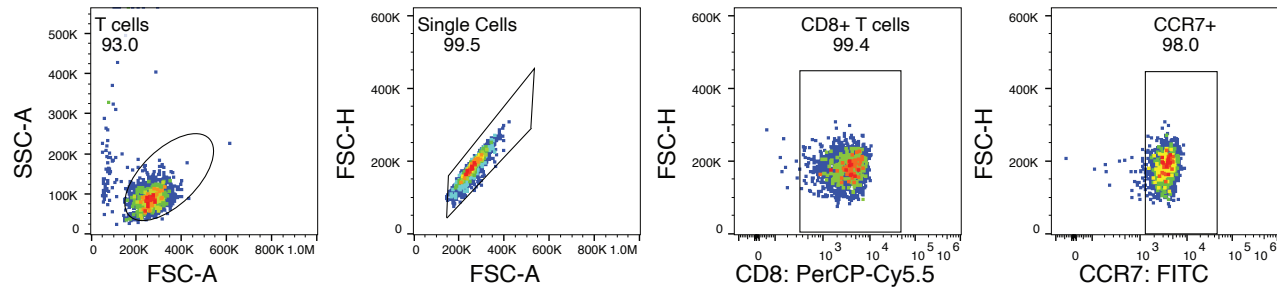 T cells
93.0
SSC-A
500K
400K
300K
200K
100K
0
0 200K 400K 600K 800K 1.0M
FSC-A
Single Cells
99.5
FSC-H
600K
400K
200K
0
200K 400K 600K 800K 1.0M
FSC-A
CD8+ T cells
99.4
FSC-H
600K
400K
200K
0
0 10 3 10 4 10 5 10 6
CD8: PerCP-Cy5.5
CCR7+
98.0
FSC-H
600K
400K
200K
0
0 10 3 10 4 10 5 10 6
CCR7: FITC